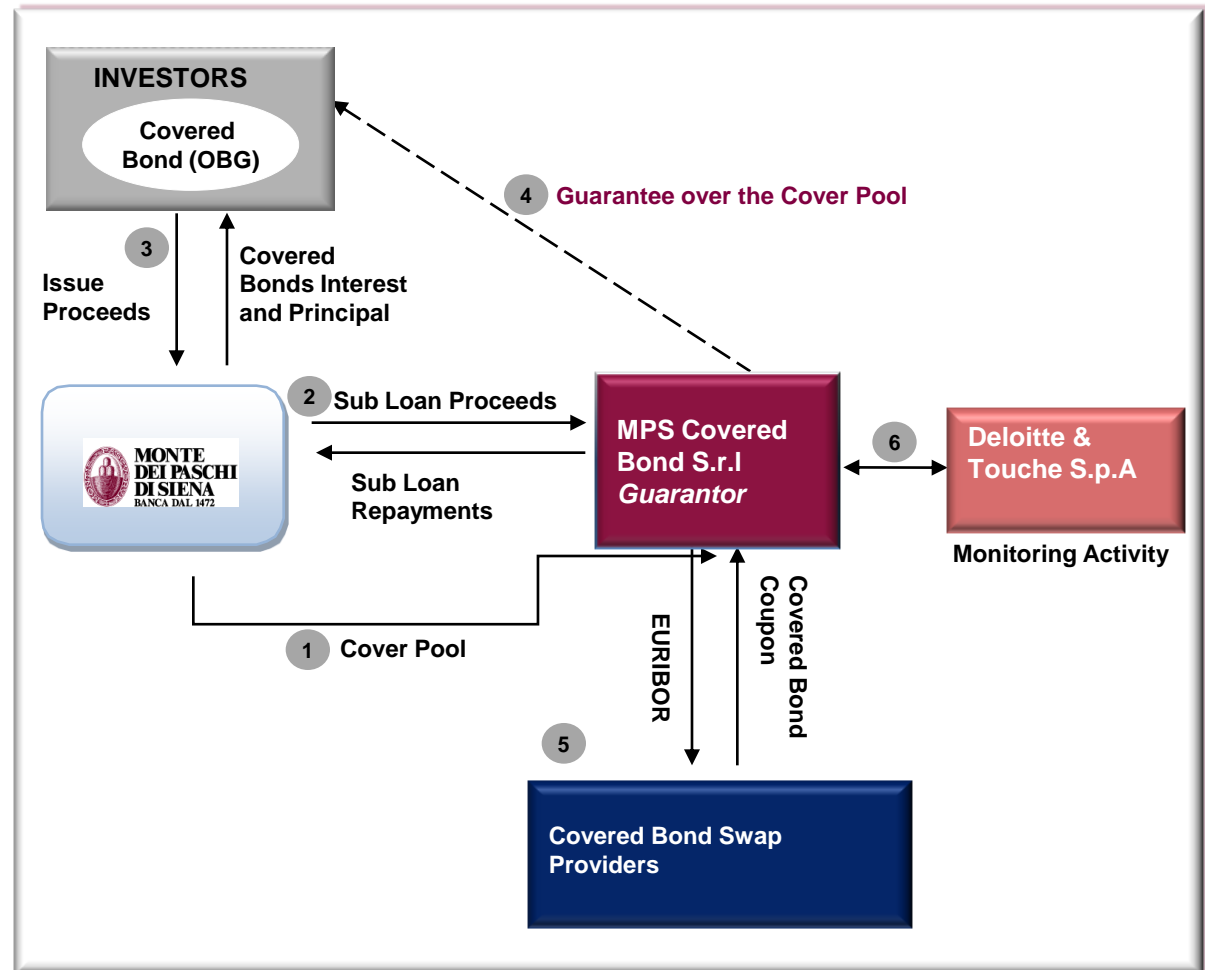 INVESTORS
Covered
Bond (OBG)
4
Guarantee over the Cover Pool
3
Issue
Proceeds
Covered
Bonds Interest
and Principal
2
Sub Loan Proceeds
Sub Loan
Repayments
MONTE
DEI PASCHI
DI SIENA
BANCA DAL 1472
MPS Covered
Bond S.r.l
Guarantor
6
Deloitte &
Touche S.p.A
Monitoring Activity
1
Cover Pool
EURIBOR
Covered Bond
Coupon
5
Covered Bond Swap
Providers